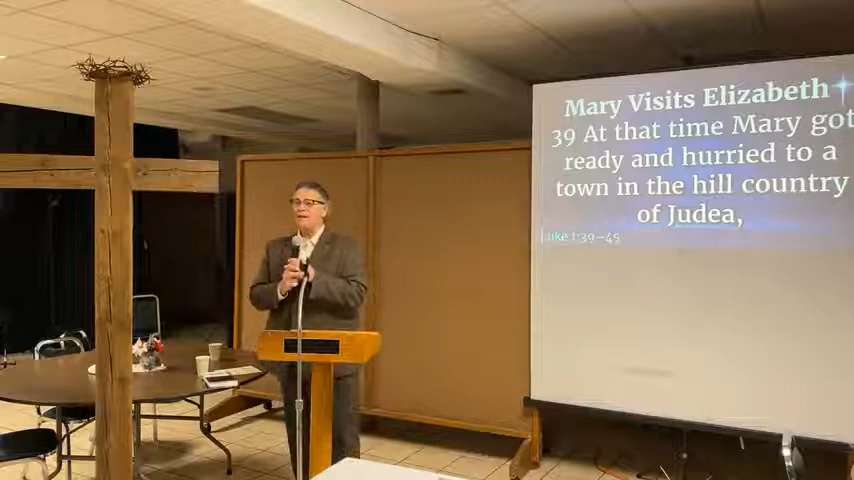 Mary Visits Elizabeth
39 At that time Mary got
ready and hurried to a
town in the hill country
of Judea,
Luke 1:39–45